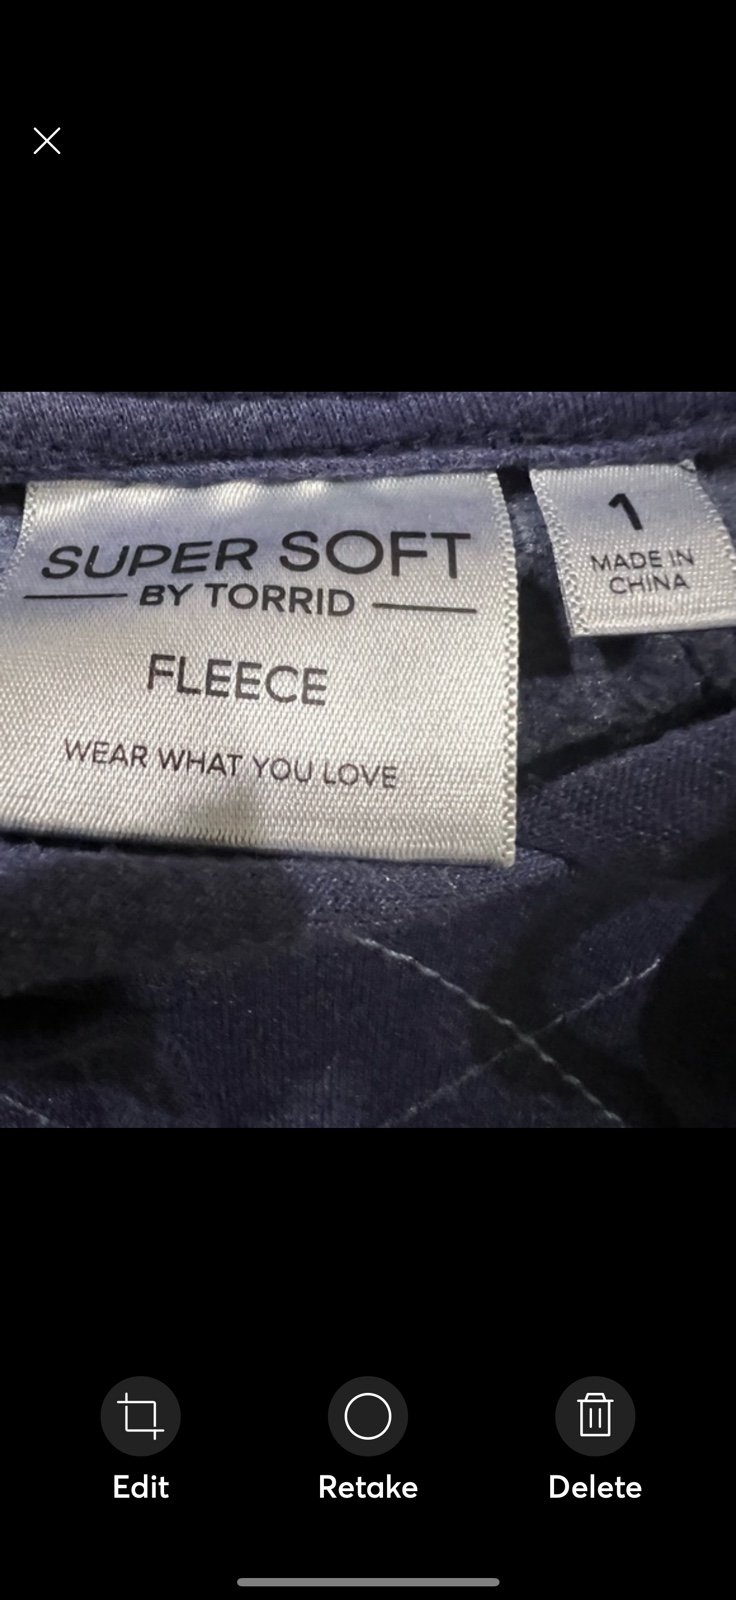 SUPER SOFT
BY TORRID
FLEECE
WEAR WHAT YOU LOVE
1
MADE IN
CHINA
Edit
Retake
Delete